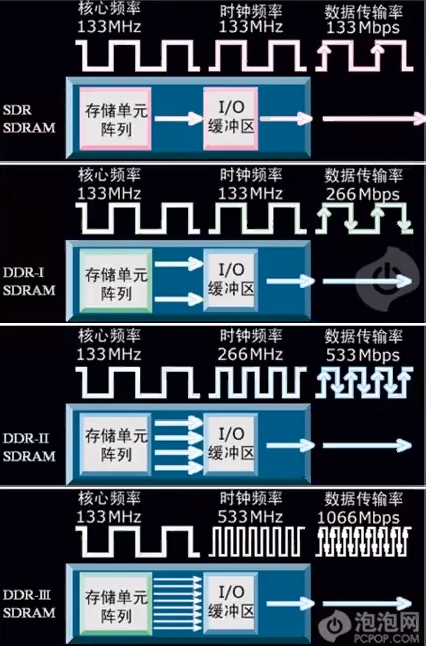 核心频率 时钟频率 数据传输率
133MHz 133MHz 133Mbps
SDR
SDRAM
存储单元
阵列
I/O
缓冲区
核心频率 时钟频率 数据传输率
133MHz 133MHz 266Mbps
DDR-I
SDRAM
存储单元
阵列
I/O
缓冲区
核心频率 时钟频率 数据传输率
133MHz 266MHz 533Mbps
DDR-II
SDRAM
存储单元
阵列
I/O
缓冲区
核心频率 时钟频率 数据传输率
133MHz 533MHz 1066Mbps
DDR-III
SDRAM
存储单元
阵列
I/O
缓冲区
泡泡网
PCPOP.COM